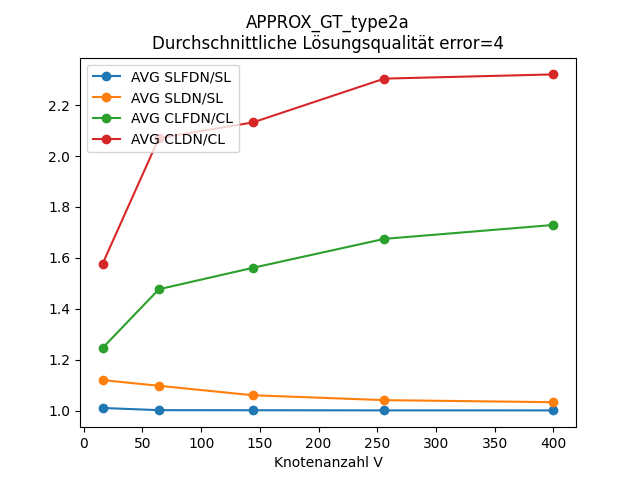 APPROX_GT_type2a
Durchschnittliche Lösungsqualität error=4
AVG SLFDN/SL
AVG SLDN/SL
AVG CLFDN/CL
AVG CLDN/CL
2.2
2.0
1.8
1.6
1.4
1.2
1.0
0 50 100 150 200 250 300 350 400
Knotenanzahl V